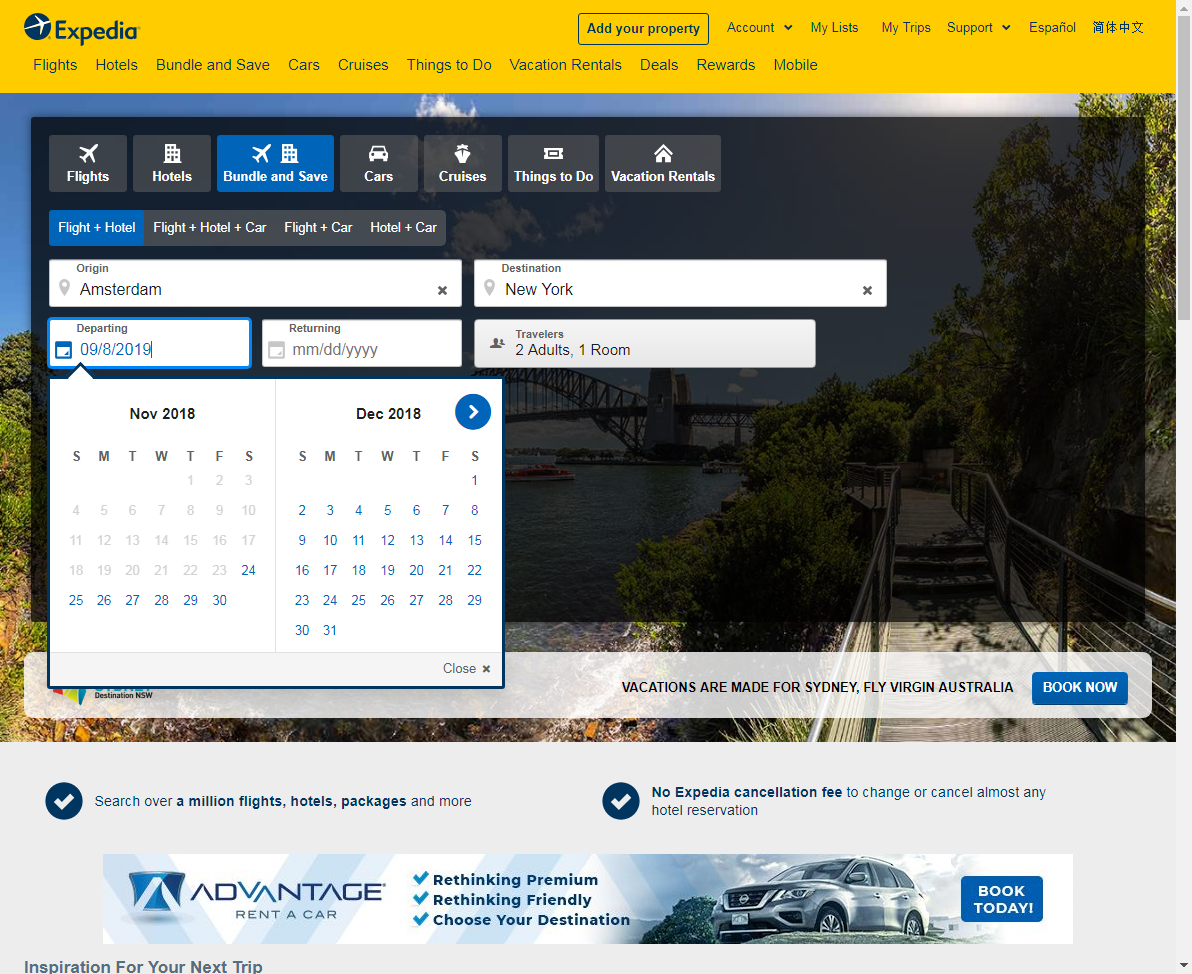 Expedia
Add your property
Account
My Lists
My Trips
Support
Español
简体中文
Flights
Hotels
Bundle and Save
Cars
Cruises
Things to Do
Vacation Rentals
Deals
Rewards
Mobile
Flights
Hotels
Bundle and Save
Cars
Cruises
Things to Do
Vacation Rentals
Flight + Hotel
Flight + Hotel + Car
Flight + Car
Hotel + Car
Origin
Amsterdam
Destination
New York
Departing
09/8/2019
Returning
mm/dd/yyyy
Travelers
2 Adults, 1 Room
Nov 2018
S M T W T F S
1 2 3
4 5 6 7 8 9 10
11 12 13 14 15 16 17
18 19 20 21 22 23 24
25 26 27 28 29 30
Dec 2018
S M T W T F S
1
2 3 4 5 6 7 8
9 10 11 12 13 14 15
16 17 18 19 20 21 22
23 24 25 26 27 28 29
30 31
Close
Destination NSW
VACATIONS ARE MADE FOR SYDNEY, FLY VIRGIN AUSTRALIA
BOOK NOW
Search over a million flights, hotels, packages and more
No Expedia cancellation fee to change or cancel almost any
hotel reservation
ADVANTAGE
RENT A CAR
Rethinking Premium
Rethinking Friendly
Choose Your Destination
BOOK
TODAY!
Inspiration For Your Next Trip